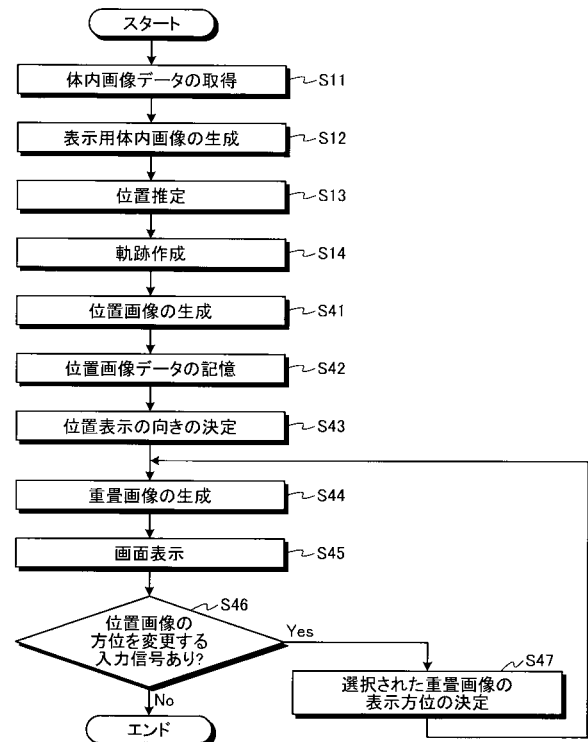 スタート
体内画像データの取得
S11
表示用体内画像の生成
S12
位置推定
S13
軌跡作成
S14
位置画像の生成
S41
位置画像データの記憶
S42
位置表示の向きの決定
S43
重畳画像の生成
S44
画面表示
S45
S46
位置画像の
方位を変更する
入力信号あり?
Yes
S47
選択された重畳画像の
表示方位の決定
No
エンド